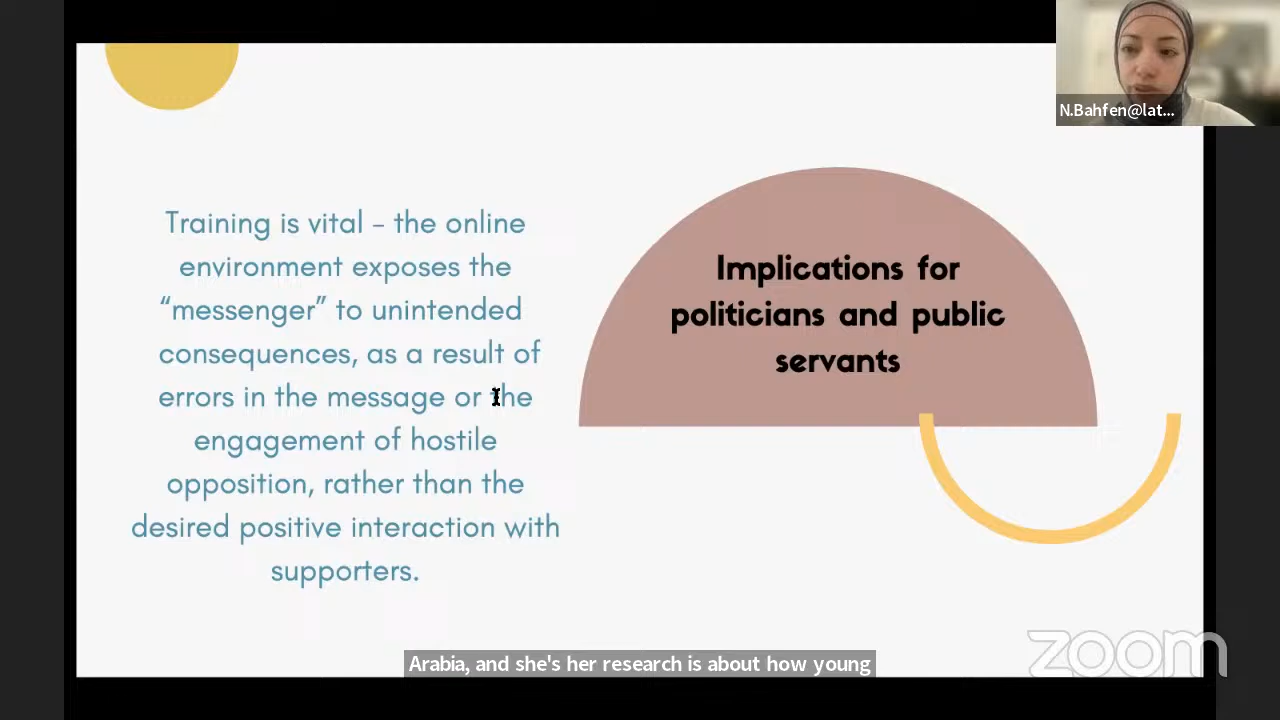 N.Bahfen@lat...
Training is vital – the online
environment exposes the
“messenger” to unintended
consequences, as a result of
errors in the message or the
engagement of hostile
opposition, rather than the
desired positive interaction with
supporters.
Implications for
politicians and public
servants
Arabia, and she's her research is about how young
zoom